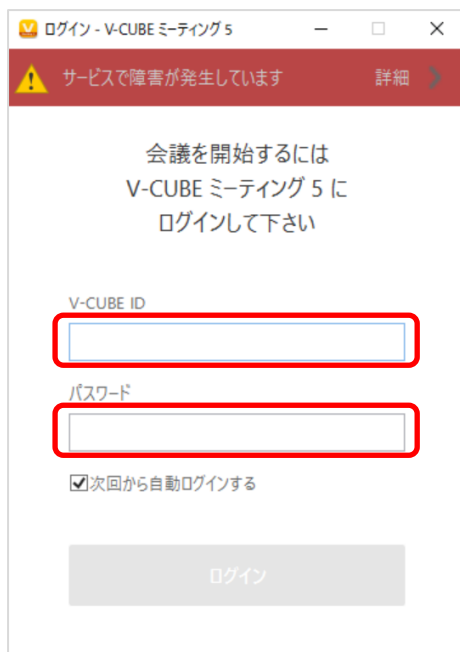 ログイン - V-CUBE ミーティング 5
サービスで障害が発生しています 詳細
会議を開始するには
V-CUBE ミーティング 5 に
ログインして下さい
V-CUBE ID
パスワード
次回から自動ログインする
ログイン